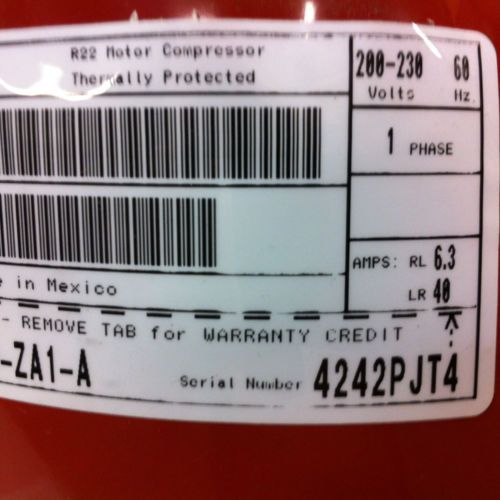 R22 Motor Compressor
Thermally Protected
200-230 60
Volts Hz.
1 PHASE
in Mexico
AMPS: RL 6.3
LR 40
- REMOVE TAB for WARRANTY CREDIT
-ZA1-A Serial Number 4242PJT4